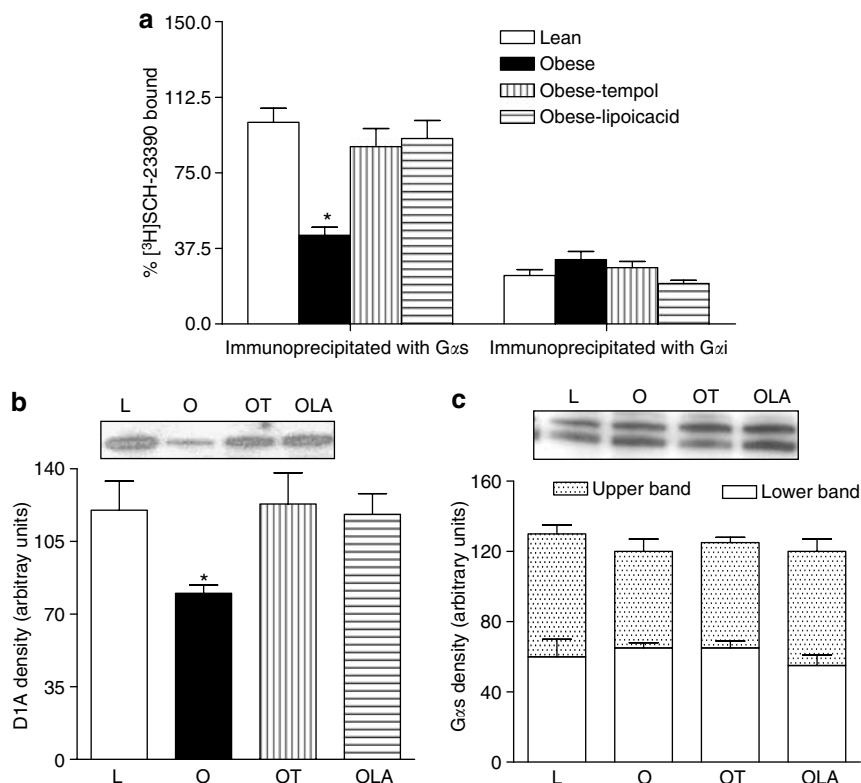 a
150.0
112.5
75.0
37.5
0.0
% [³H]SCH-23390 bound
Lean
Obese
Obese-tempol
Obese-lipoicacid
*
Immunoprecipitated with Gαs
Immunoprecipitated with Gαi
b
L O OT OLA
140
105
70
35
0
D1A density (arbitray units)
*
L O OT OLA
c
L O OT OLA
160
120
80
60
40
0
Gαs density (arbitrary units)
Upper band
Lower band
L O OT OLA